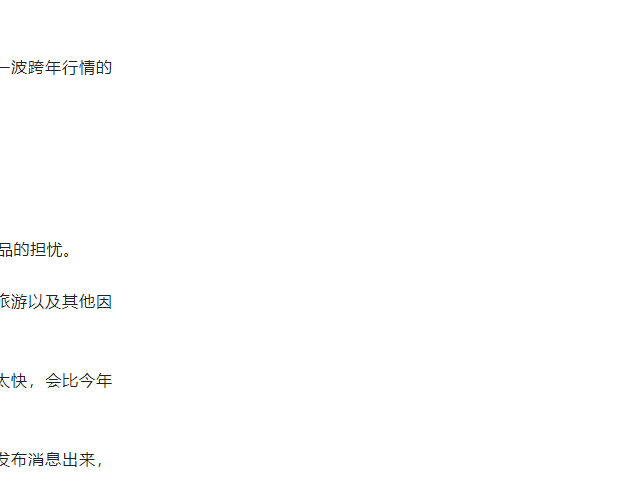 一波跨年行情的
品的担忧。
旅游以及其他因
太快，会比今年
发布消息出来，